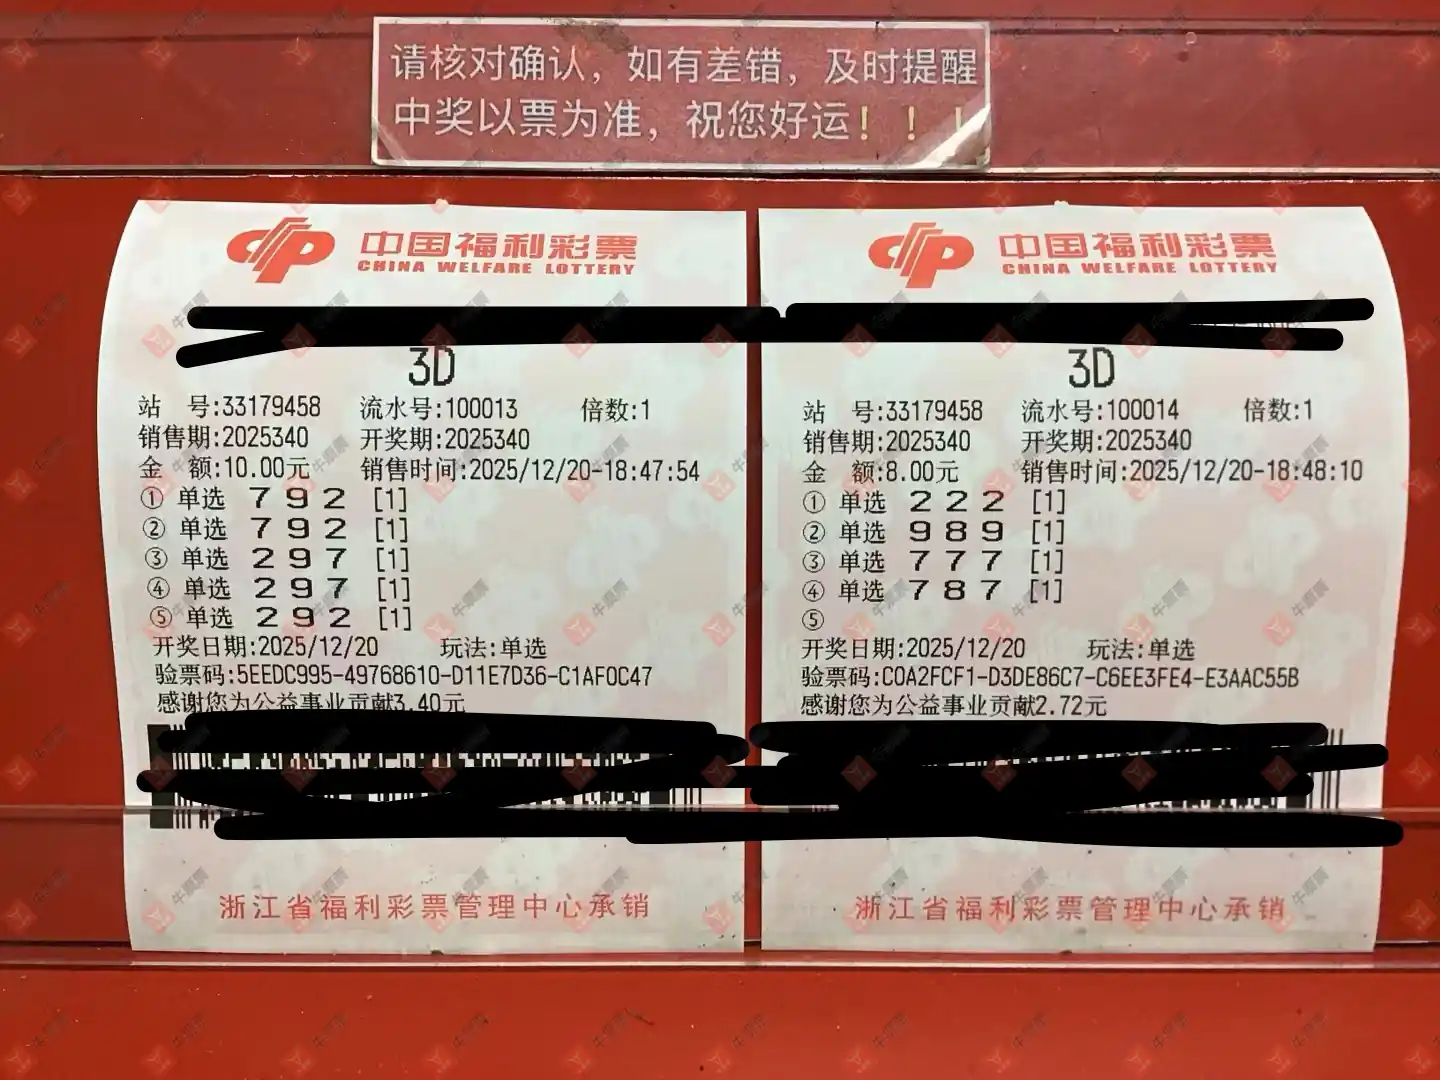 请核对确认，如有差错，及时提醒
中奖以票为准，祝您好运！！！
中国福利彩票
CHINA WELFARE LOTTERY
3D
站 号:33179458 流水号:100013 倍数:1
销售期:2025340 开奖期:2025340
金 额:10.00元 销售时间:2025/12/20-18:47:54
① 单选 7 9 2 [1]
② 单选 7 9 2 [1]
③ 单选 2 9 7 [1]
④ 单选 2 9 7 [1]
⑤ 单选 2 9 2 [1]
开奖日期:2025/12/20 玩法:单选
验票码:5EEDC995-49768610-D11E7D36-C1AF0C47
感谢您为公益事业贡献3.40元
浙江省福利彩票管理中心承销
中国福利彩票
CHINA WELFARE LOTTERY
3D
站 号:33179458 流水号:100014 倍数:1
销售期:2025340 开奖期:2025340
金 额:8.00元 销售时间:2025/12/20-18:48:10
① 单选 2 2 2 [1]
② 单选 9 8 9 [1]
③ 单选 7 7 7 [1]
④ 单选 7 8 7 [1]
⑤
开奖日期:2025/12/20 玩法:单选
验票码:C0A2FCF1-D3DE86C7-C6EE3FE4-E3AAC55B
感谢您为公益事业贡献2.72元
浙江省福利彩票管理中心承销